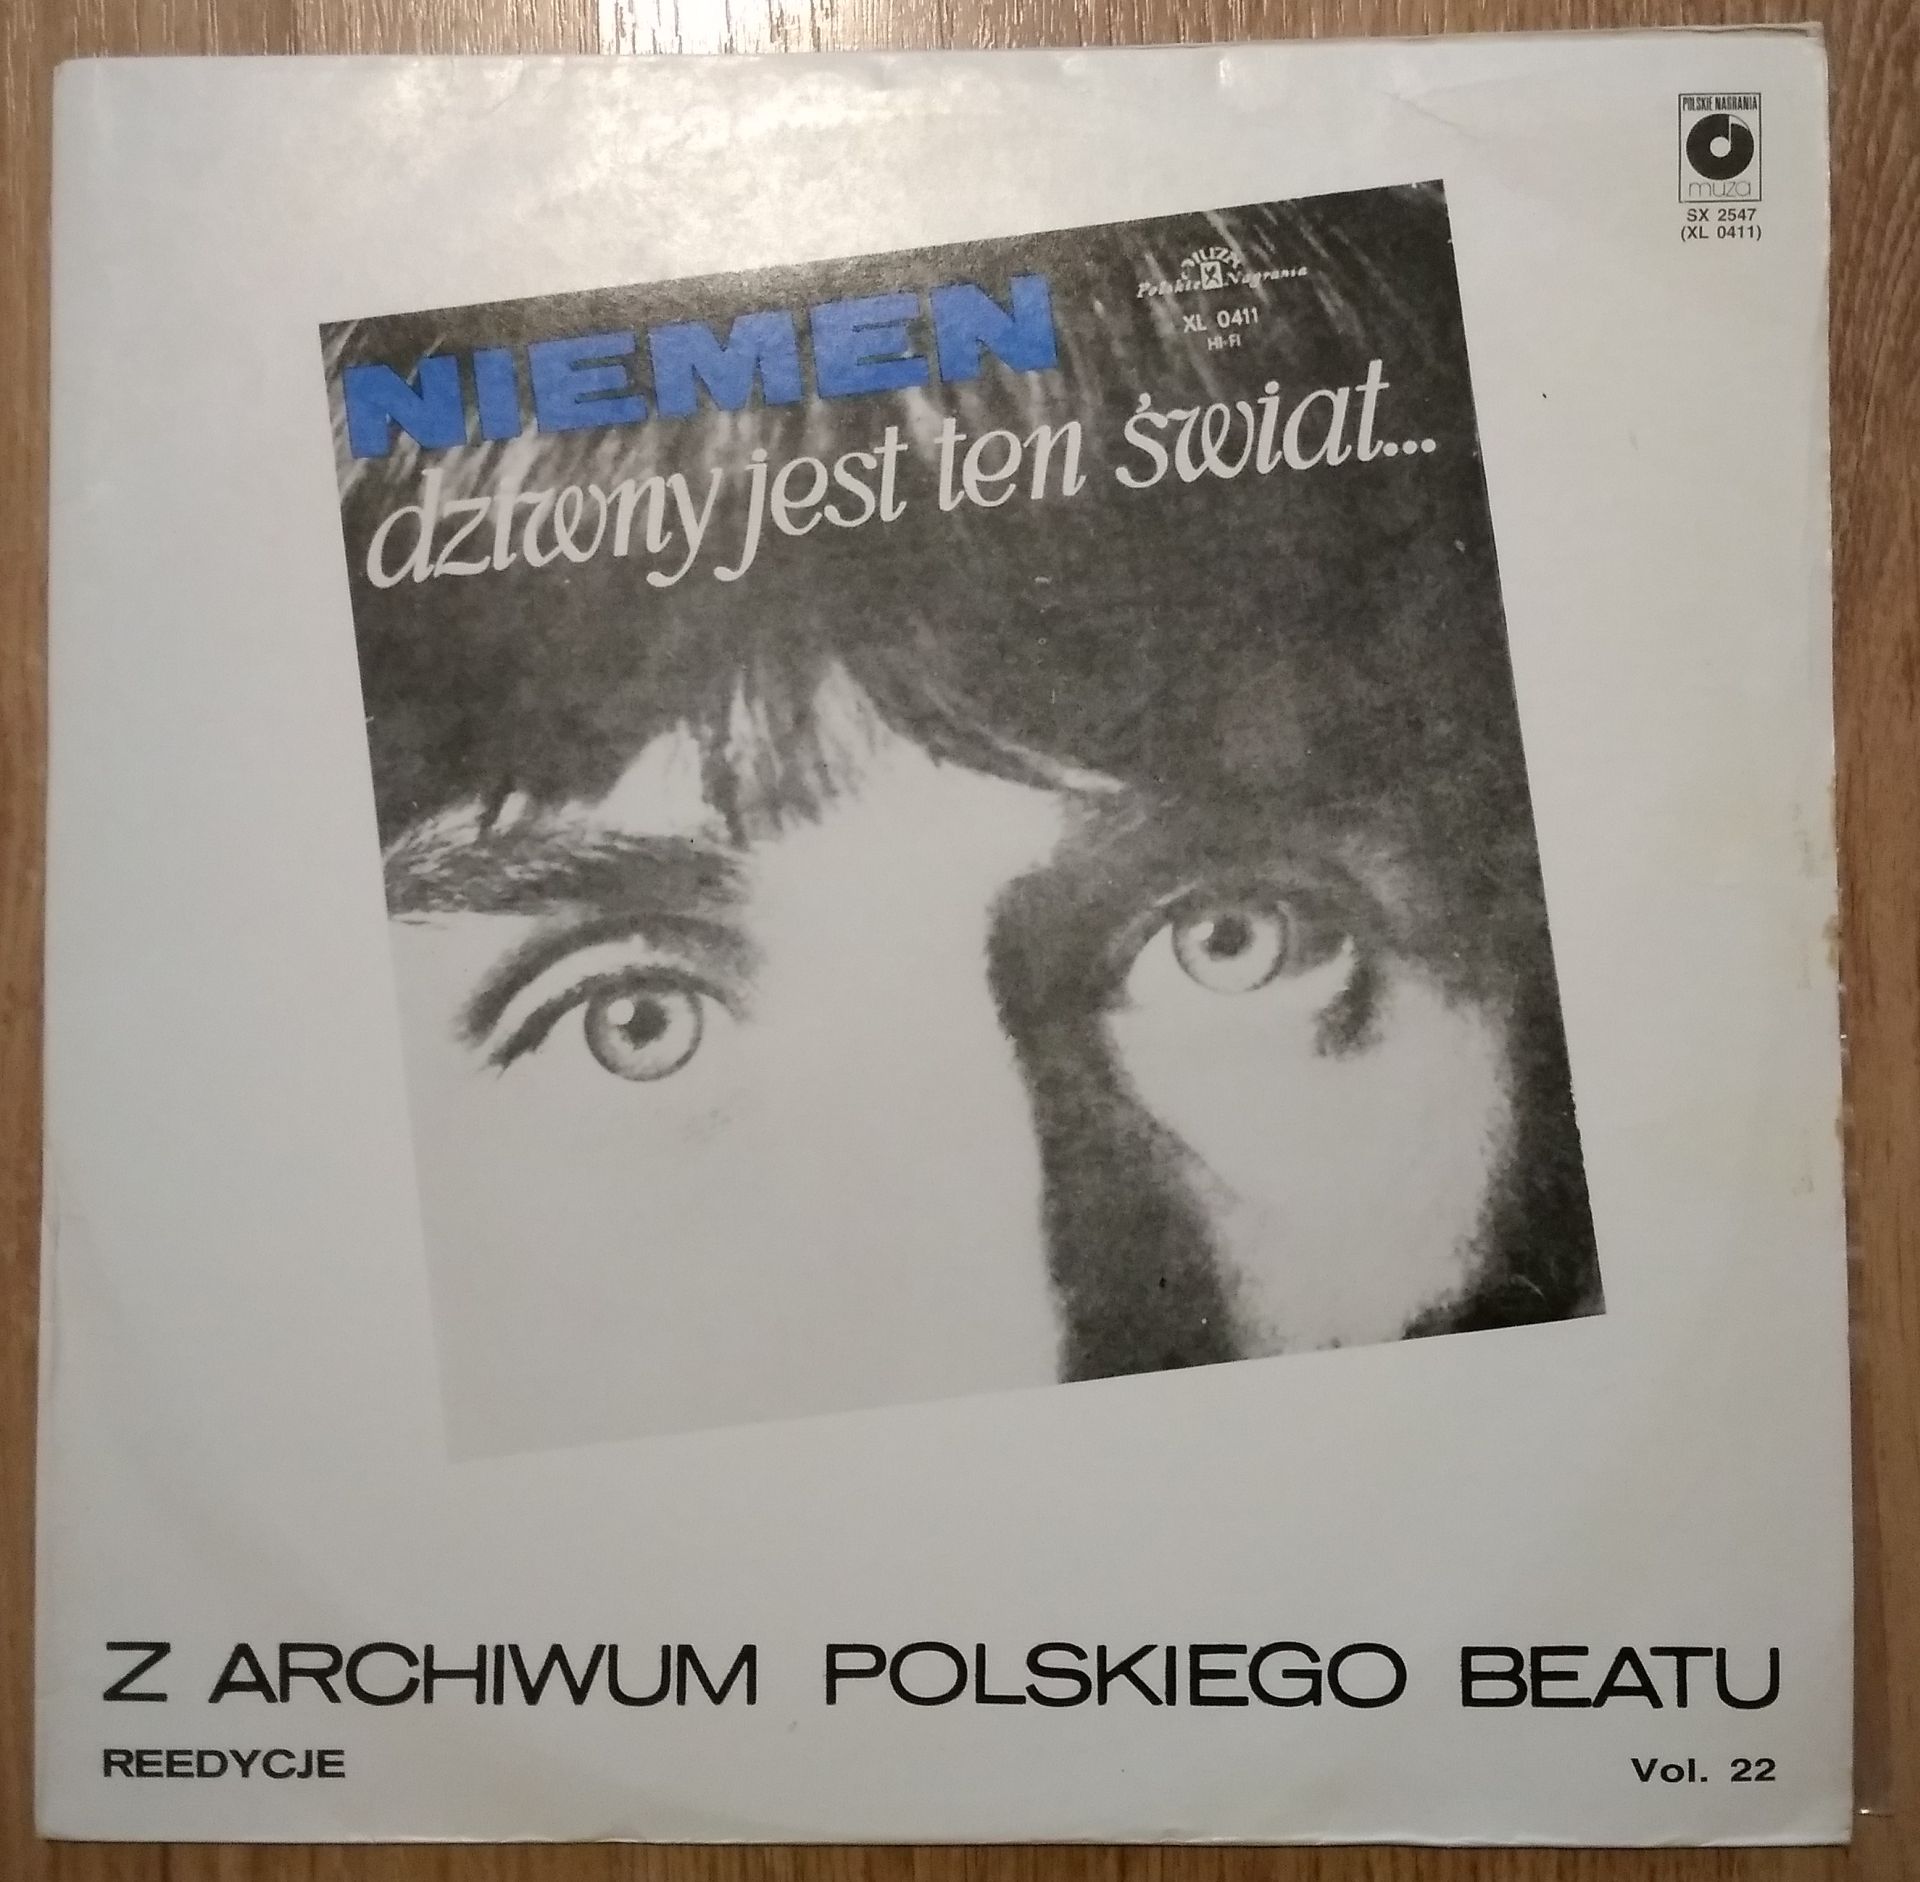 POLSKIE NAGRANIA
muza
SX 2547
(XL 0411)
NIEMEN
MUZA
Polskie Nagrania
XL 0411
HI-FI
dziwny jest ten świat...
Z ARCHIWUM POLSKIEGO BEATU
REEDYCJE
Vol. 22